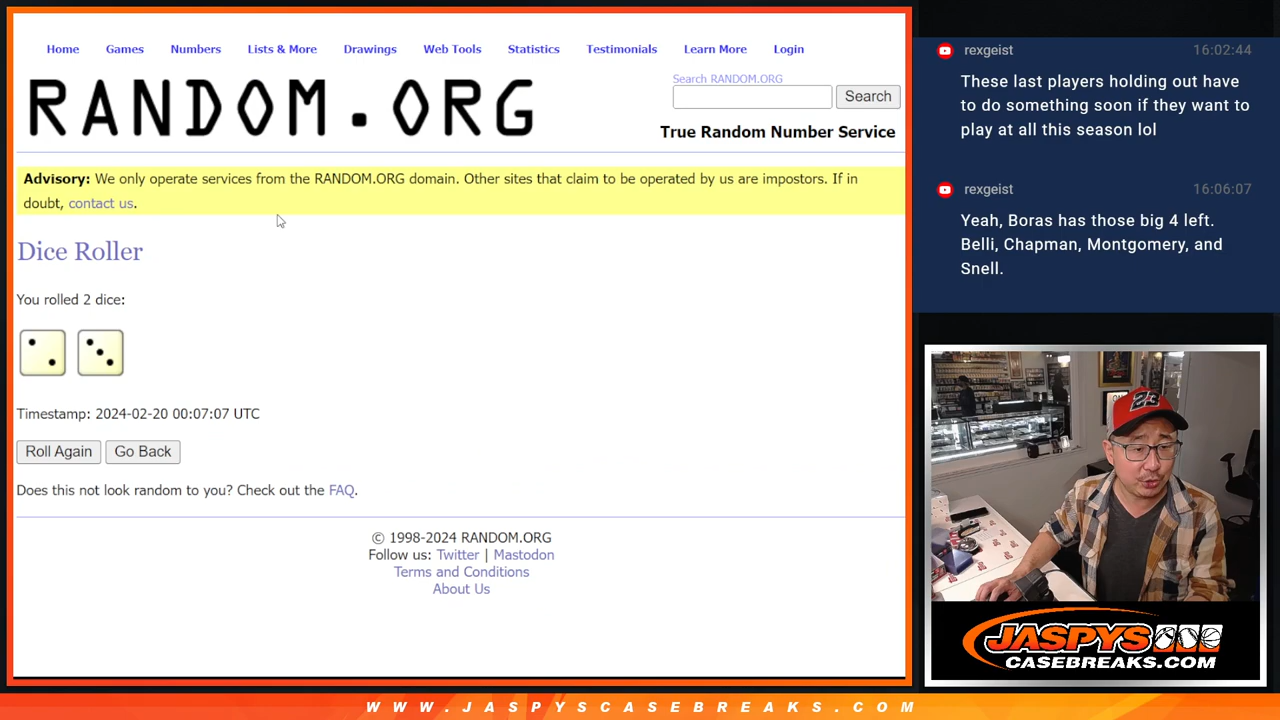 Home Games Numbers Lists & More Drawings Web Tools Statistics Testimonials Learn More Login
RANDOM.ORG
Search RANDOM.ORG
Search
True Random Number Service
Advisory: We only operate services from the RANDOM.ORG domain. Other sites that claim to be operated by us are impostors. If in
doubt, contact us.
Dice Roller
You rolled 2 dice:
Timestamp: 2024-02-20 00:07:07 UTC
Roll Again Go Back
Does this not look random to you? Check out the FAQ.
© 1998-2024 RANDOM.ORG
Follow us: Twitter | Mastodon
Terms and Conditions
About Us
rexgeist 16:02:44
These last players holding out have
to do something soon if they want to
play at all this season lol
rexgeist 16:06:07
Yeah, Boras has those big 4 left.
Belli, Chapman, Montgomery, and
Snell.
23
JASPYS
CASEBREAKS.COM
WWW.JASPYSCASEBREAKS.COM